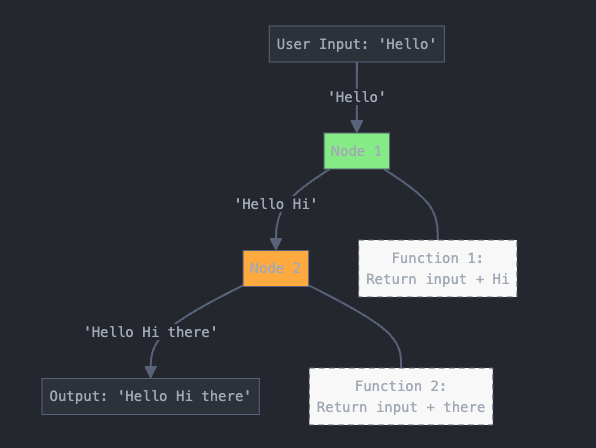 User Input: 'Hello'
'Hello'
Node 1
'Hello Hi'
Function 1:
Return input + Hi
Node 2
'Hello Hi there'
Output: 'Hello Hi there'
Function 2:
Return input + there